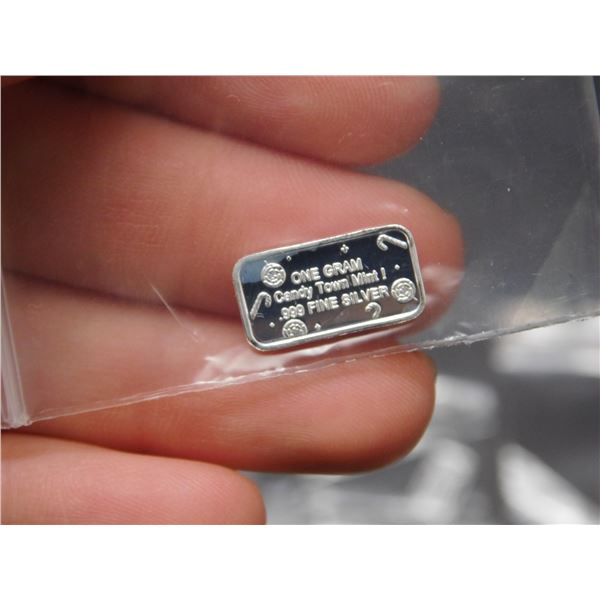 ONE GRAM
Candy Town Mint I
.999 FINE SILVER